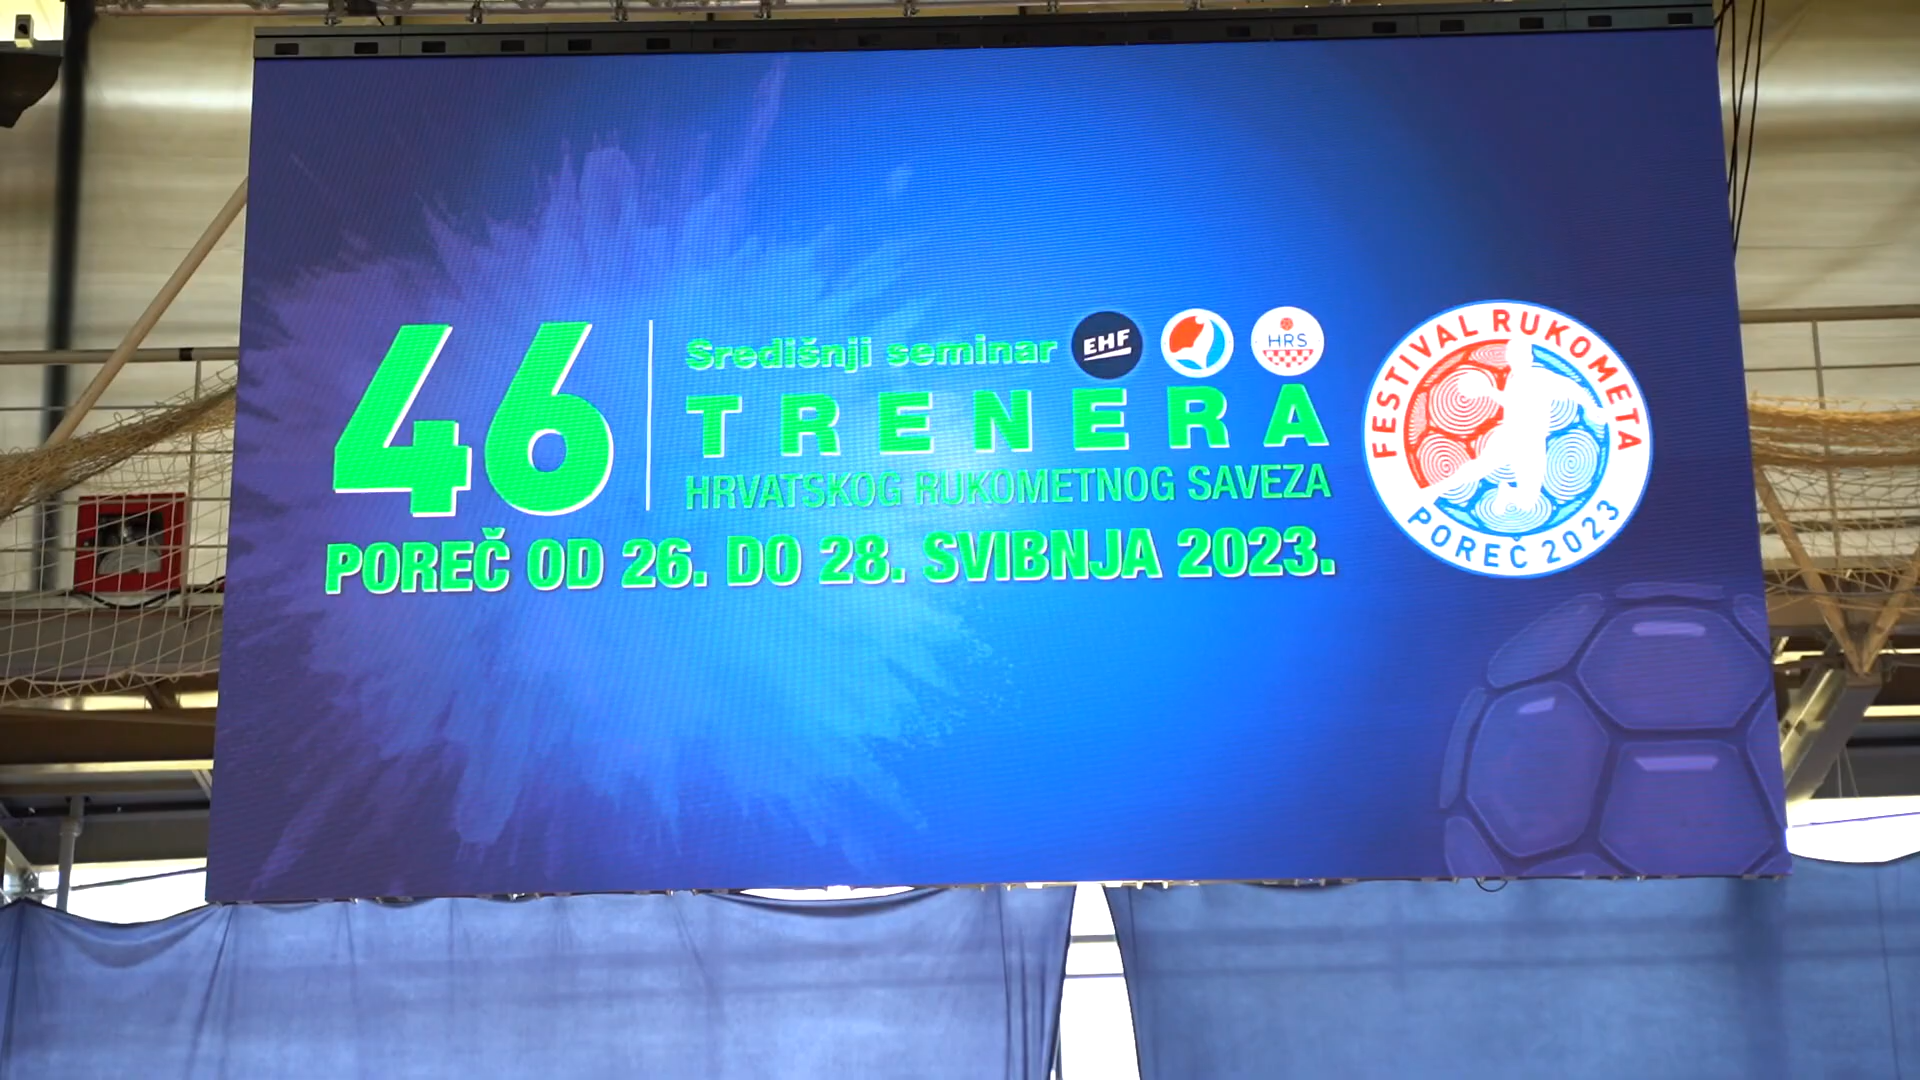 46
Središnji seminar
EHF
HRS
TRENERA
HRVATSKOG RUKOMETNOG SAVEZA
POREČ OD 26. DO 28. SVIBNJA 2023.
FESTIVAL RUKOMETA
POREČ 2023